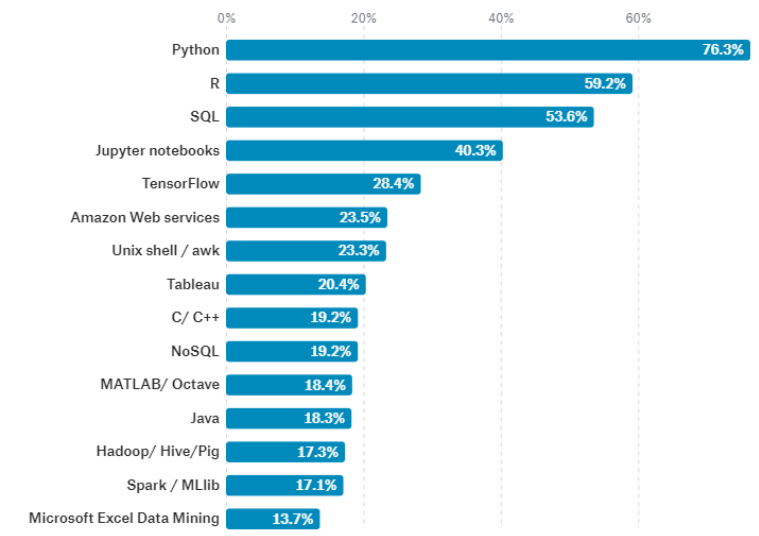 0% 20% 40% 60%
Python 76.3%
R 59.2%
SQL 53.6%
Jupyter notebooks 40.3%
TensorFlow 28.4%
Amazon Web services 23.5%
Unix shell / awk 23.3%
Tableau 20.4%
C/ C++ 19.2%
NoSQL 19.2%
MATLAB/ Octave 18.4%
Java 18.3%
Hadoop/ Hive/Pig 17.3%
Spark / MLlib 17.1%
Microsoft Excel Data Mining 13.7%